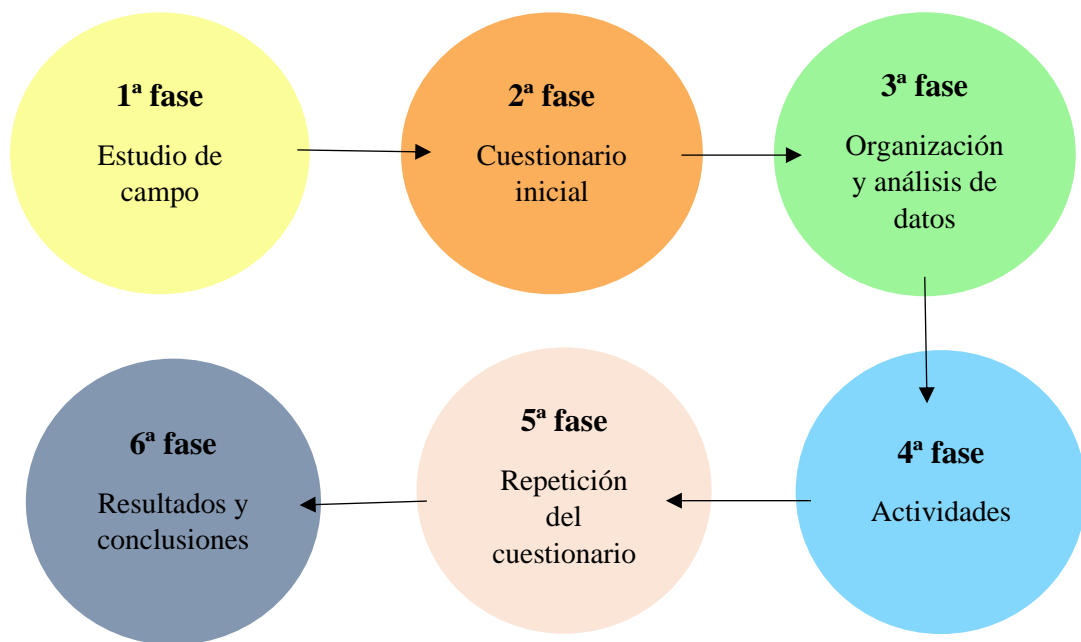 1ª fase
Estudio de
campo
2ª fase
Cuestionario
inicial
3ª fase
Organización
y análisis de
datos
4ª fase
Actividades
5ª fase
Repetición
del
cuestionario
6ª fase
Resultados y
conclusiones